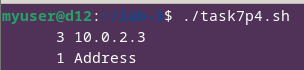 myuser@d12: $ ./task7p4.sh
3 10.0.2.3
1 Address